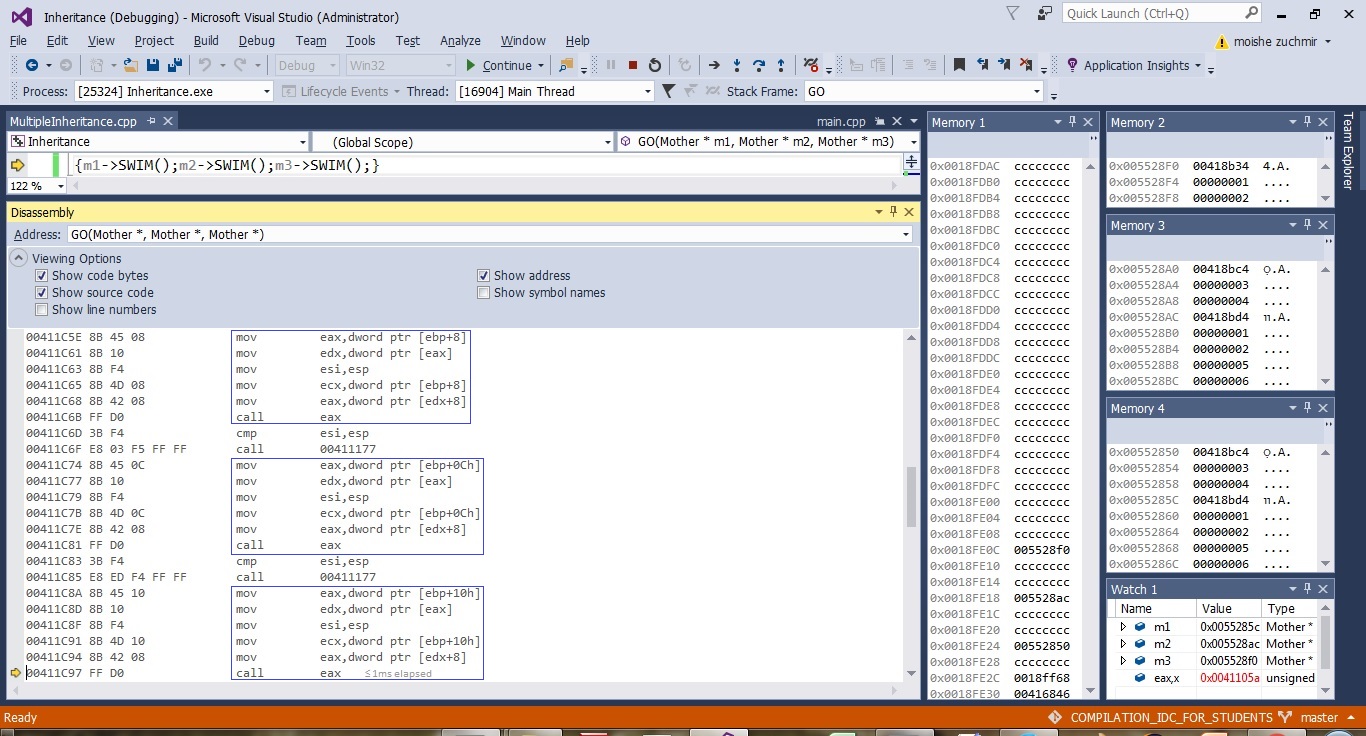 Inheritance (Debugging) - Microsoft Visual Studio (Administrator)
Quick Launch (Ctrl+Q)
File Edit View Project Build Debug Team Tools Test Analyze Window Help
moishe zuchmir
Debug Win32 Continue Application Insights
Process: [25324] Inheritance.exe Lifecycle Events Thread: [16904] Main Thread Stack Frame: GO
MultipleInheritance.cpp main.cpp
Inheritance (Global Scope) GO(Mother * m1, Mother * m2, Mother * m3)
{m1->SWIM();m2->SWIM();m3->SWIM();}
122 %
Disassembly
Address: GO(Mother *, Mother *, Mother *)
Viewing Options
Show code bytes Show address
Show source code Show symbol names
Show line numbers
00411C5E 8B 45 08 mov eax,dword ptr [ebp+8]
00411C61 8B 10 mov edx,dword ptr [eax]
00411C63 8B F4 mov esi,esp
00411C65 8B 4D 08 mov ecx,dword ptr [ebp+8]
00411C68 8B 42 08 mov eax,dword ptr [edx+8]
00411C6B FF D0 call eax
00411C6D 3B F4 cmp esi,esp
00411C6F E8 03 F5 FF FF call 00411177
00411C74 8B 45 0C mov eax,dword ptr [ebp+0Ch]
00411C77 8B 10 mov edx,dword ptr [eax]
00411C79 8B F4 mov esi,esp
00411C7B 8B 4D 0C mov ecx,dword ptr [ebp+0Ch]
00411C7E 8B 42 08 mov eax,dword ptr [edx+8]
00411C81 FF D0 call eax
00411C83 3B F4 cmp esi,esp
00411C85 E8 ED F4 FF FF call 00411177
00411C8A 8B 45 10 mov eax,dword ptr [ebp+10h]
00411C8D 8B 10 mov edx,dword ptr [eax]
00411C8F 8B F4 mov esi,esp
00411C91 8B 4D 10 mov ecx,dword ptr [ebp+10h]
00411C94 8B 42 08 mov eax,dword ptr [edx+8]
00411C97 FF D0 call eax ≤1ms elapsed
Memory 1
0x0018FDAC cccccccc
0x0018FDB0 cccccccc
0x0018FDB4 cccccccc
0x0018FDB8 cccccccc
0x0018FDBC cccccccc
0x0018FDC0 cccccccc
0x0018FDC4 cccccccc
0x0018FDC8 cccccccc
0x0018FDCC cccccccc
0x0018FDD0 cccccccc
0x0018FDD4 cccccccc
0x0018FDD8 cccccccc
0x0018FDDC cccccccc
0x0018FDE0 cccccccc
0x0018FDE4 cccccccc
0x0018FDE8 cccccccc
0x0018FDEC cccccccc
0x0018FDF0 cccccccc
0x0018FDF4 cccccccc
0x0018FDF8 cccccccc
0x0018FDFC cccccccc
0x0018FE00 cccccccc
0x0018FE04 cccccccc
0x0018FE08 cccccccc
0x0018FE0C 005528f0
0x0018FE10 cccccccc
0x0018FE14 cccccccc
0x0018FE18 005528ac
0x0018FE1C cccccccc
0x0018FE20 cccccccc
0x0018FE24 00552850
0x0018FE28 cccccccc
0x0018FE2C 0018ff68
0x0018FE30 00416846
Memory 2
0x005528F0 00418b34 4.A.
0x005528F4 00000001 ....
0x005528F8 00000002 ....
Memory 3
0x005528A0 00418bc4 .A.
0x005528A4 00000003 ....
0x005528A8 00000004 ....
0x005528AC 00418bd4 װ.A.
0x005528B0 00000001 ....
0x005528B4 00000002 ....
0x005528B8 00000005 ....
0x005528BC 00000006 ....
Memory 4
0x00552850 00418bc4 .A.
0x00552854 00000003 ....
0x00552858 00000004 ....
0x0055285C 00418bd4 װ.A.
0x00552860 00000001 ....
0x00552864 00000002 ....
0x00552868 00000005 ....
0x0055286C 00000006 ....
Watch 1
Name Value Type
m1 0x0055285c Mother *
m2 0x005528ac Mother *
m3 0x005528f0 Mother *
eax,x 0x0041105a unsigned
Team Explorer
Ready COMPILATION_IDC_FOR_STUDENTS master